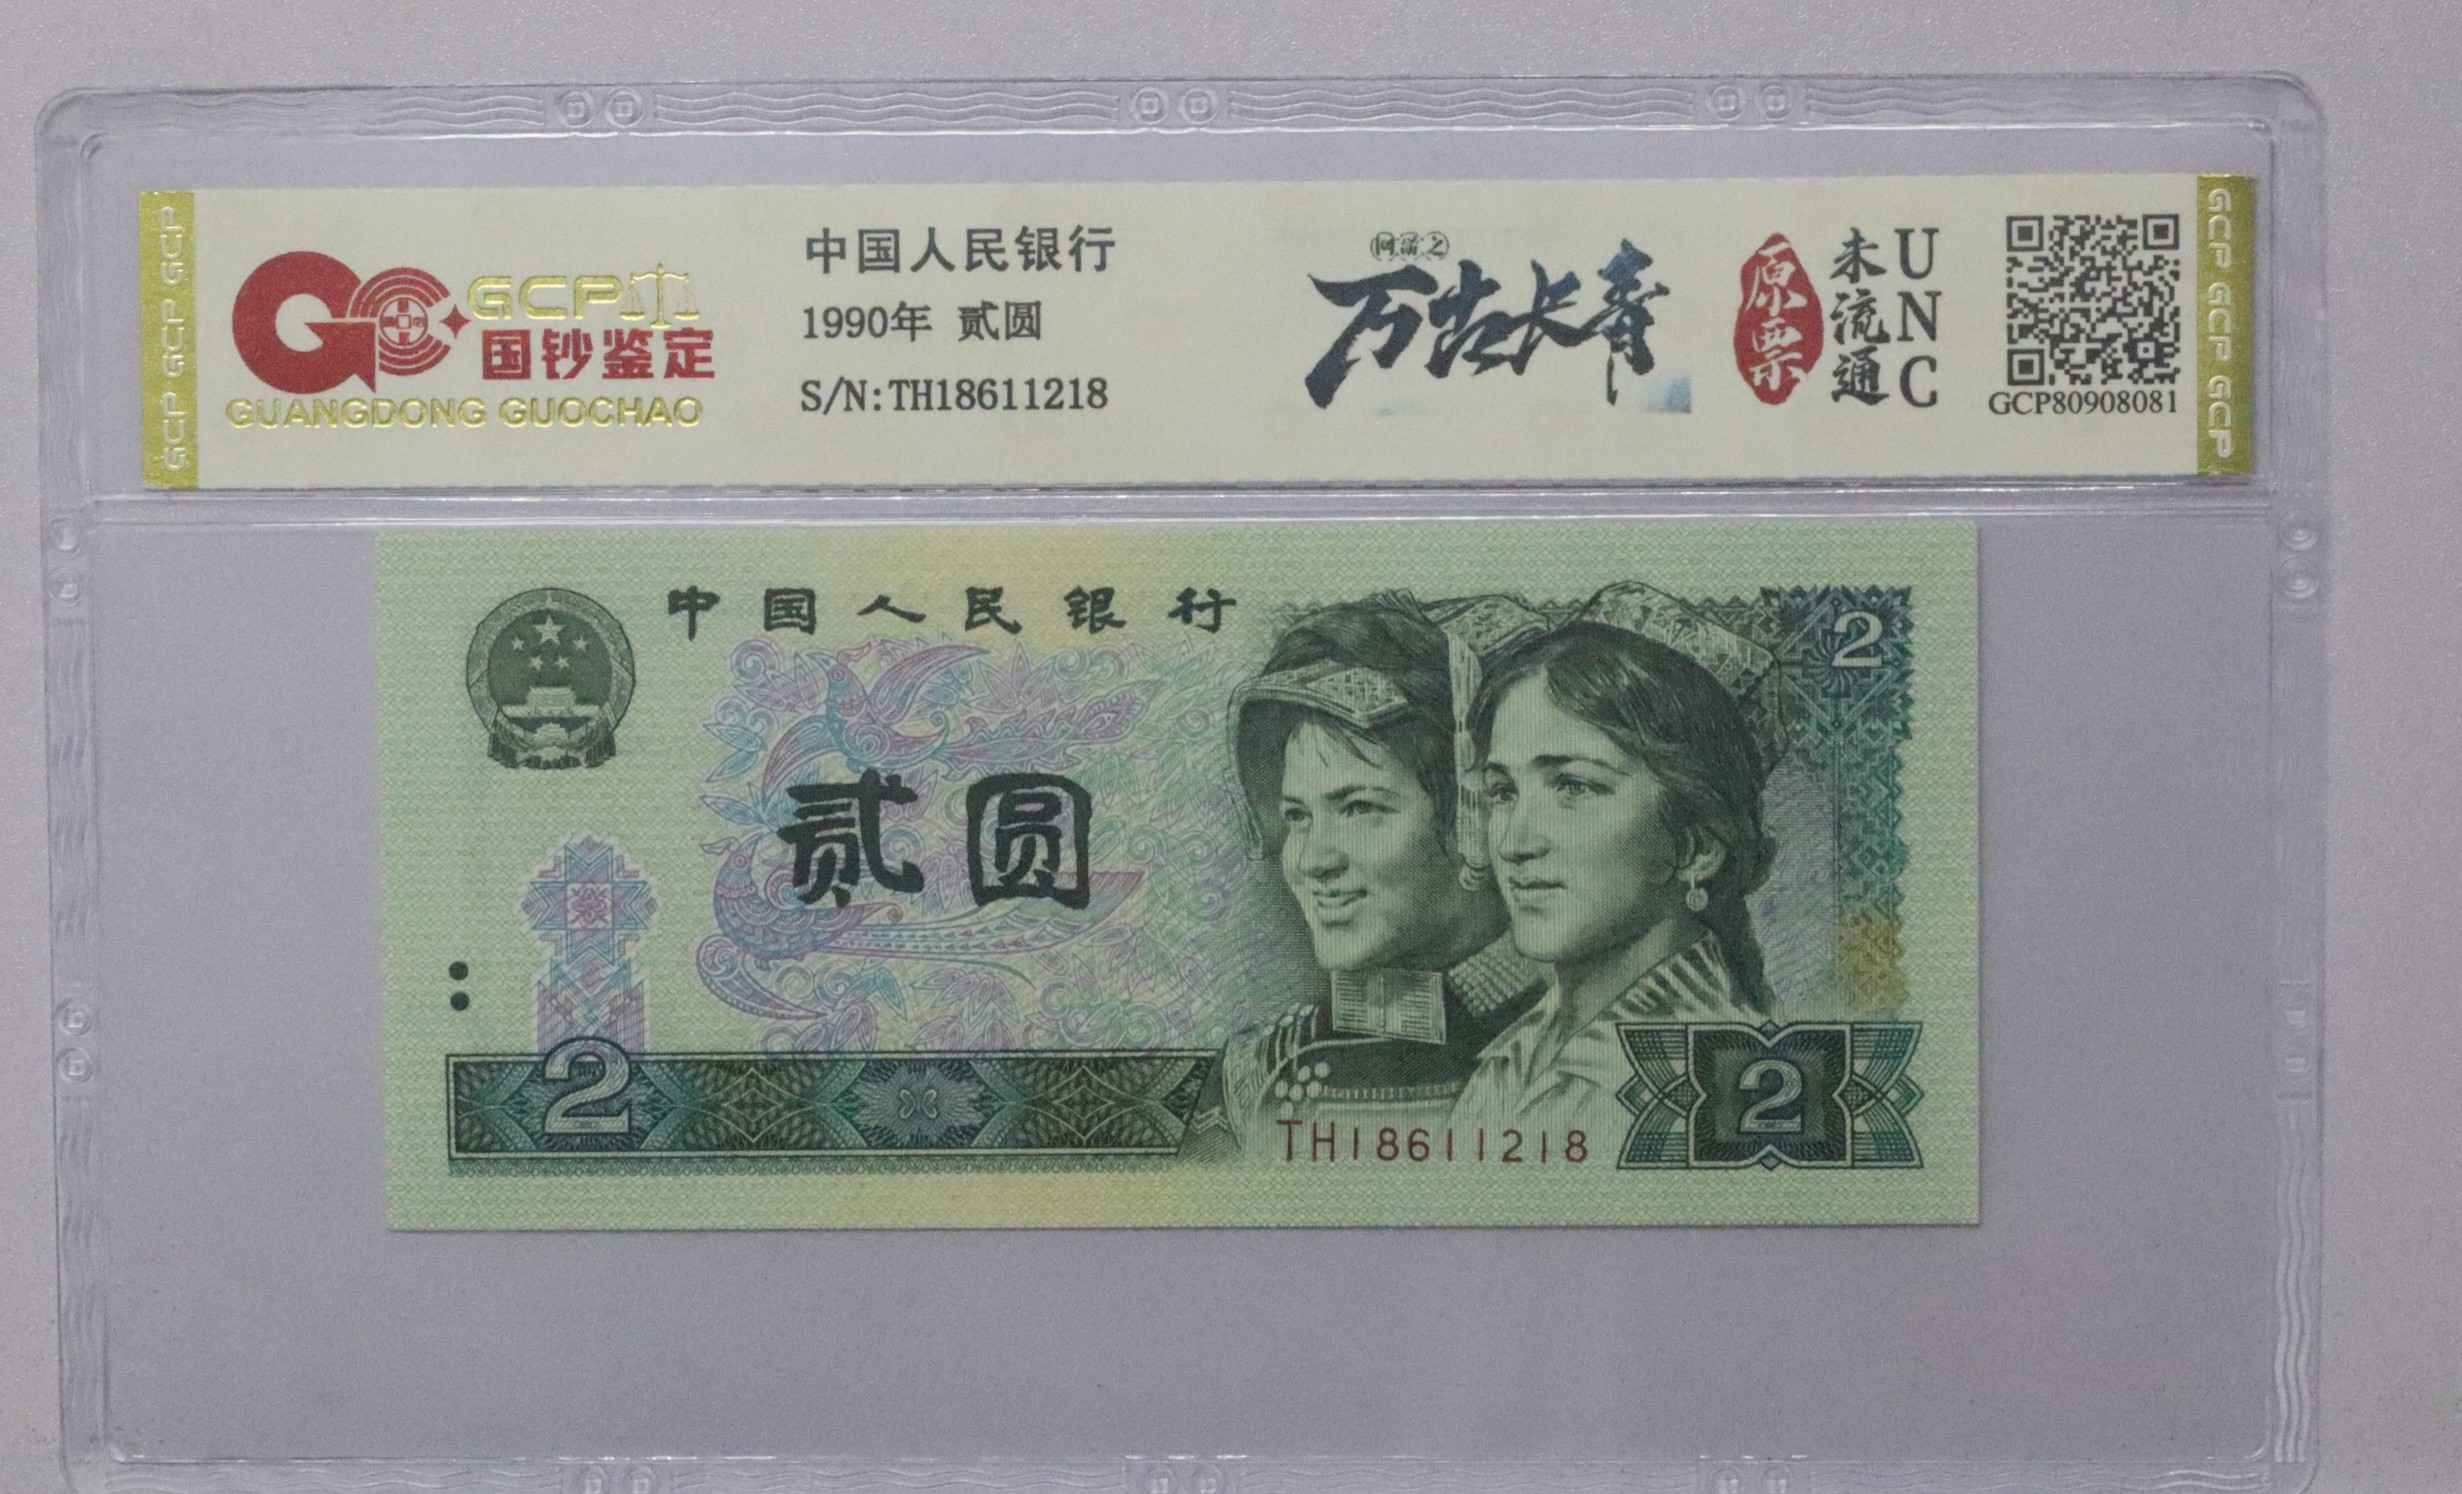 GCP GCP GCP
GCP
国钞鉴定
GUANGDONG GUOCHAO
中国人民银行
1990年 贰圆
S/N:TH18611218
万古长青
原票
未流通
UNC
GCP80908081
GCP GCP GCP
中国人民银行
2
贰圆
2
2
TH18611218